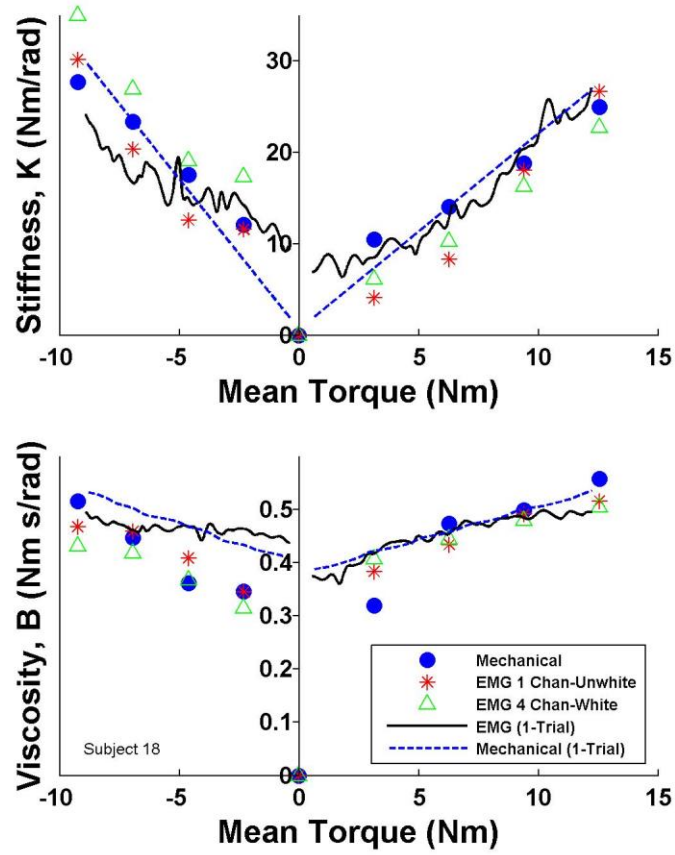 Stiffness, K (Nm/rad)
30
20
10
0
-10 -5 0 5 10 15
Mean Torque (Nm)
Viscosity, B (Nm s/rad)
0.5
0.4
0.3
0.2
0.1
0
Mechanical
EMG 1 Chan-Unwhite
EMG 4 Chan-White
EMG (1-Trial)
Mechanical (1-Trial)
Subject 18
-10 -5 0 5 10 15
Mean Torque (Nm)